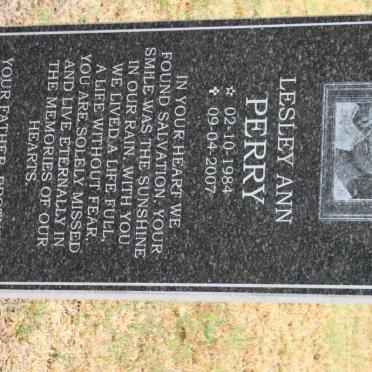 LESLEY ANN
PERRY
☆ 02-10-1984
✞ 09-04-2007
IN YOUR HEART, WE
FOUND SALVATION, YOUR
SMILE WAS THE SUNSHINE
IN OUR RAIN. WITH YOU
WE LIVED A LIFE FULL,
A LIFE WITHOUT FEAR,
YOU ARE SOLELY MISSED
AND LIVE ETERNALLY IN
THE MEMORIES OF OUR
HEARTS
YOUR FATHER,